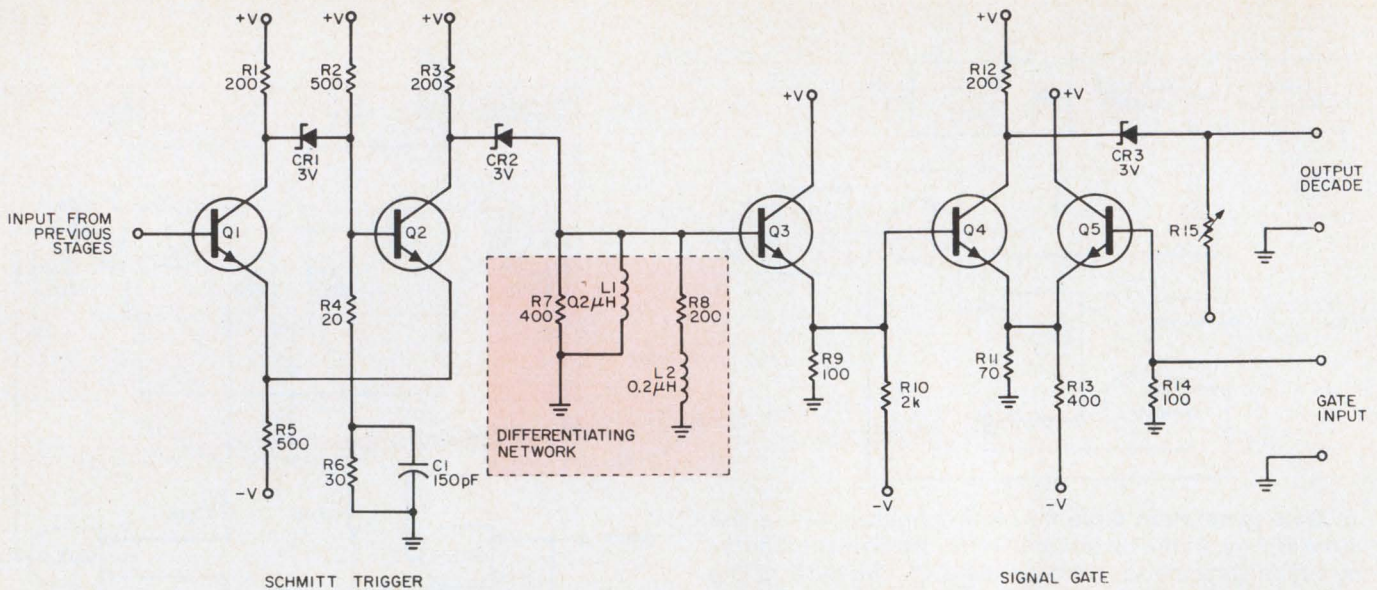 +V
+V
+V
+V
R1
200
R2
500
R3
200
R12
200
+V
+V
CR1
3V
CR2
3V
CR3
3V
OUTPUT
DECADE
INPUT FROM
PREVIOUS
STAGES
Q1
Q2
Q3
Q4
Q5
R15
R4
20
R7
400
L1
0.2μH
R8
200
L2
0.2μH
R9
100
R10
2k
R11
70
R13
400
R14
100
GATE
INPUT
R5
500
-V
R6
30
C1
150pF
DIFFERENTIATING
NETWORK
-V
-V
SCHMITT TRIGGER
SIGNAL GATE